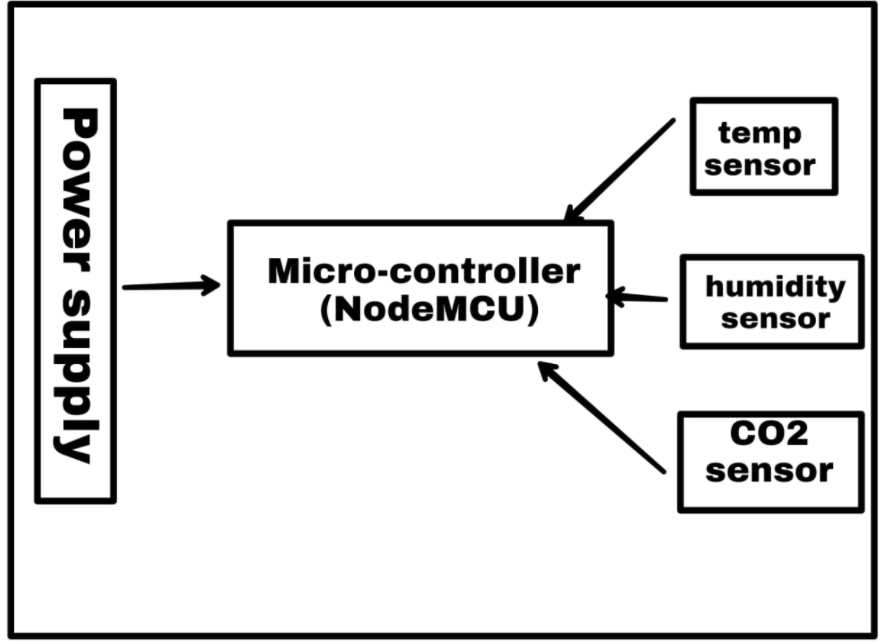 Power supply
Micro-controller
(NodeMCU)
temp
sensor
humidity
sensor
CO2
sensor